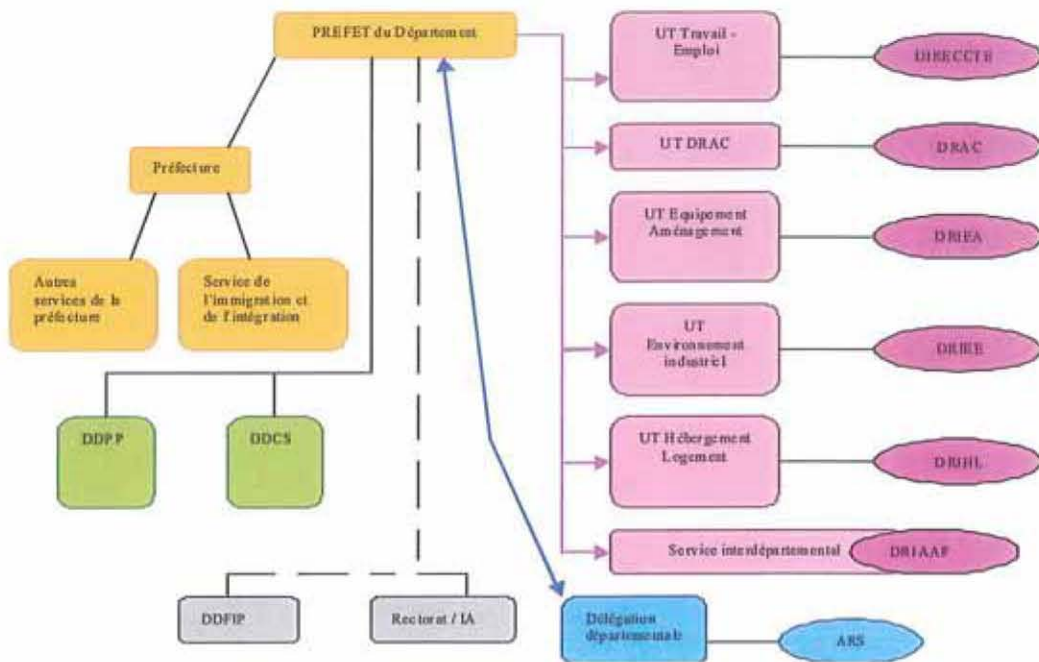 PREFET du Département
UT Travail -
Emploi
DIRECCTE
UT DRAC
DRAC
Préfecture
UT Equipement
Aménagement
DRIEA
Autres
services de la
préfecture
Service de
l'immigration et
de l'intégration
UT
Environnement
industriel
DRIEE
DDPP
DDCS
UT Hébergement
Logement
DRIHL
Service interdépartemental
DRIAAF
DDFIP
Rectorat / IA
Délégation
départementale
ARS